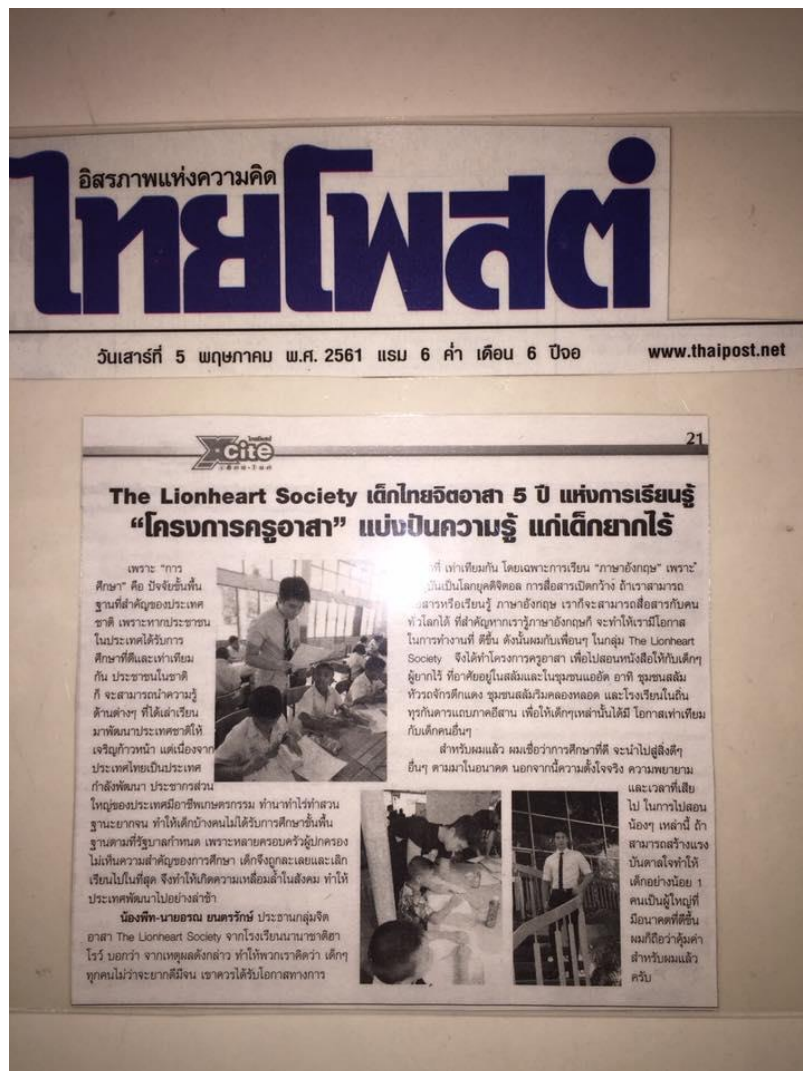 อิสรภาพแห่งความคิด
ไทยโพสต์
วันเสาร์ที่ 5 พฤษภาคม พ.ศ. 2561 แรม 6 ค่ำ เดือน 6 ปีจอ www.thaipost.net
X-cite
21
The Lionheart Society เด็กไทยจิตอาสา 5 ปี แห่งการเรียนรู้
“โครงการครูอาสา” แบ่งปันความรู้ แก่เด็กยากไร้
เพราะ “การ
ศึกษา” คือ ปัจจัยขั้นพื้น
ฐานที่สำคัญของประเทศ
ชาติ เพราะหากประชาชน
ในประเทศได้รับการ
ศึกษาที่ดีและเท่าเทียม
กัน ประชาชนในชาติ
ก็ จะสามารถนำความรู้
ด้านต่างๆ ที่ได้เล่าเรียน
มาพัฒนาประเทศชาติให้
เจริญก้าวหน้า แต่เนื่องจาก
ประเทศไทยเป็นประเทศ
กำลังพัฒนา ประชากรส่วน
ใหญ่ของประเทศมีอาชีพเกษตรกรรม ทำนาทำไร่ทำสวน
ฐานะยากจน ทำให้เด็กบ้างคนไม่ได้รับการศึกษาขั้นพื้น
ฐานตามที่รัฐบาลกำหนด เพราะหลายครอบครัวผู้ปกครอง
ไม่เห็นความสำคัญของการศึกษา เด็กจึงถูกละเลยและเลิก
เรียนไปในที่สุด จึงทำให้เกิดความเหลื่อมล้ำในสังคม ทำให้
ประเทศพัฒนาไปอย่างล่าช้า
น้องพีท-นายอรณ ยนตรรักษ์ ประธานกลุ่มจิต
อาสา The Lionheart Society จากโรงเรียนนานาชาติฮา
โรว์ บอกว่า จากเหตุผลดังกล่าว ทำให้พวกเราคิดว่า เด็กๆ
ทุกคนไม่ว่าจะยากดีมีจน เขาควรได้รับโอกาสทางการ
ที่ เท่าเทียมกัน โดยเฉพาะการเรียน “ภาษาอังกฤษ” เพราะ
เป็นโลกยุคดิจิตอล การสื่อสารเปิดกว้าง ถ้าเราสามารถ
หรือเรียนรู้ ภาษาอังกฤษ เราก็จะสามารถสื่อสารกับคน
ทั่วโลกได้ ที่สำคัญหากเรารู้ภาษาอังกฤษก็ จะทำให้เรามีโอกาส
ในการทำงานที่ ดีขึ้น ดังนั้นผมกับเพื่อนๆ ในกลุ่ม The Lionheart
Society จึงได้ทำโครงการครูอาสา เพื่อไปสอนหนังสือให้กับเด็กๆ
ผู้ยากไร้ ที่อาศัยอยู่ในสลัมและในชุมชนแออัด อาทิ ชุมชนสลัม
หัวรถจักรตึกแดง ชุมชนสลัมริมคลองหลอด และโรงเรียนในถิ่น
ทุรกันดารแถบภาคอีสาน เพื่อให้เด็กๆเหล่านั้นได้มี โอกาสเท่าเทียม
กับเด็กคนอื่นๆ
สำหรับผมแล้ว ผมเชื่อว่าการศึกษาที่ดี จะนำไปสู่สิ่งดีๆ
อื่นๆ ตามมาในอนาคต นอกจากนี้ความตั้งใจจริง ความพยายาม
และเวลาที่เสีย
ไป ในการไปสอน
น้องๆ เหล่านี้ ถ้า
สามารถสร้างแรง
บันดาลใจทำให้
เด็กอย่างน้อย 1
คนเป็นผู้ใหญ่ที่
มีอนาคตที่ดีขึ้น
ผมก็ถือว่าคุ้มค่า
สำหรับผมแล้ว
ครับ